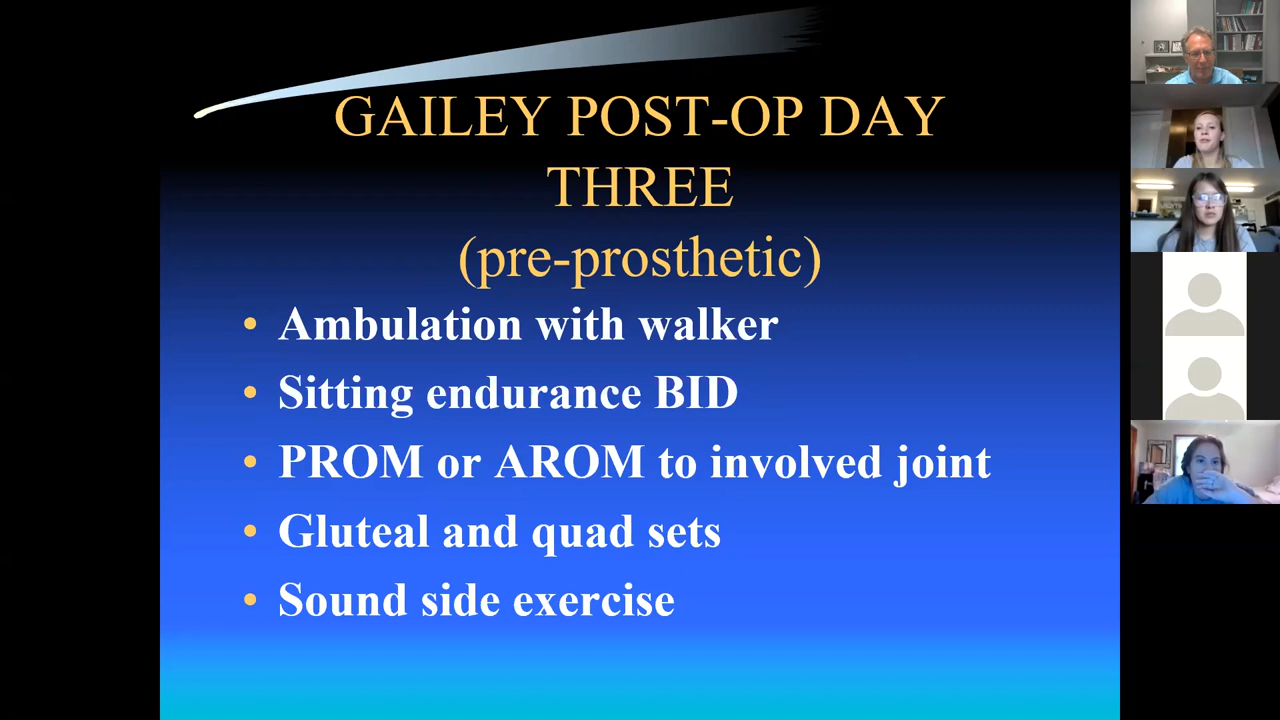 GAILEY POST-OP DAY
THREE
(pre-prosthetic)
• Ambulation with walker
• Sitting endurance BID
• PROM or AROM to involved joint
• Gluteal and quad sets
• Sound side exercise